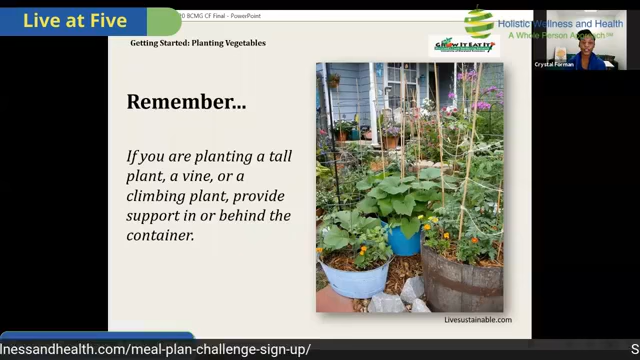 Live at Five
20 BCMG CF Final - PowerPoint
Holistic Wellness and Health
A Whole Person Approach
Crystal Forman
Getting Started: Planting Vegetables
GROW IT EAT IT
Remember...
If you are planting a tall
plant, a vine, or a
climbing plant, provide
support in or behind the
container.
Livesustainable.com
lnessandhealth.com/meal-plan-challenge-sign-up/
S